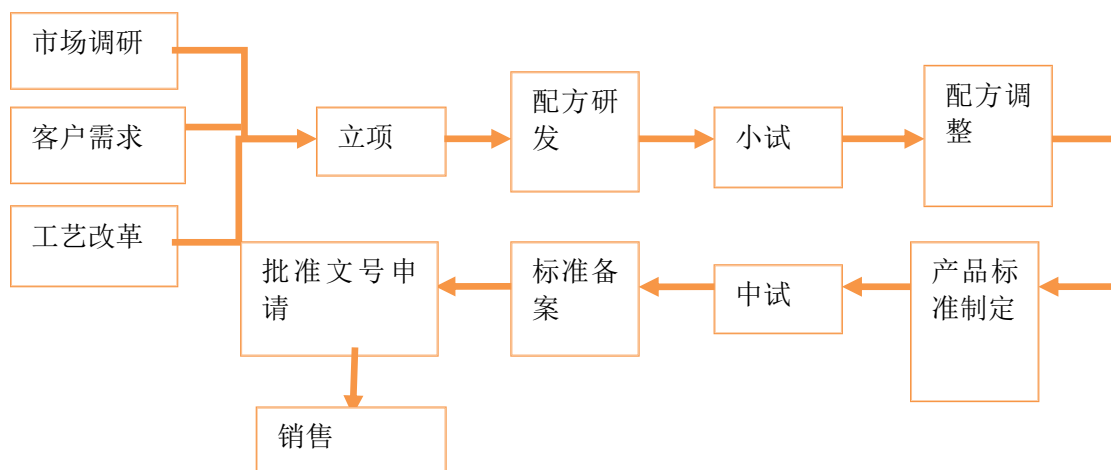 市场调研
客户需求
工艺改革
立项
配方研
发
小试
配方调
整
产品标
准制定
中试
标准备
案
批准文号申
请
销售